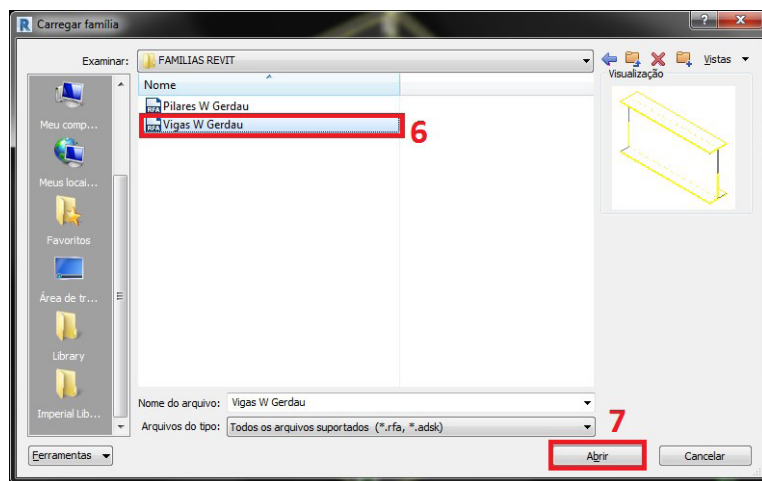 Carregar família
Examinar:
FAMILIAS REVIT
Vistas
Visualização
Nome
Pilares W Gerdau
Vigas W Gerdau
6
Meu comp...
Meus locai...
Favoritos
Área de tr...
Library
Imperial Lib...
Nome do arquivo:
Vigas W Gerdau
Arquivos do tipo:
Todos os arquivos suportados (*.rfa, *.adsk)
7
Ferramentas
Abrir
Cancelar